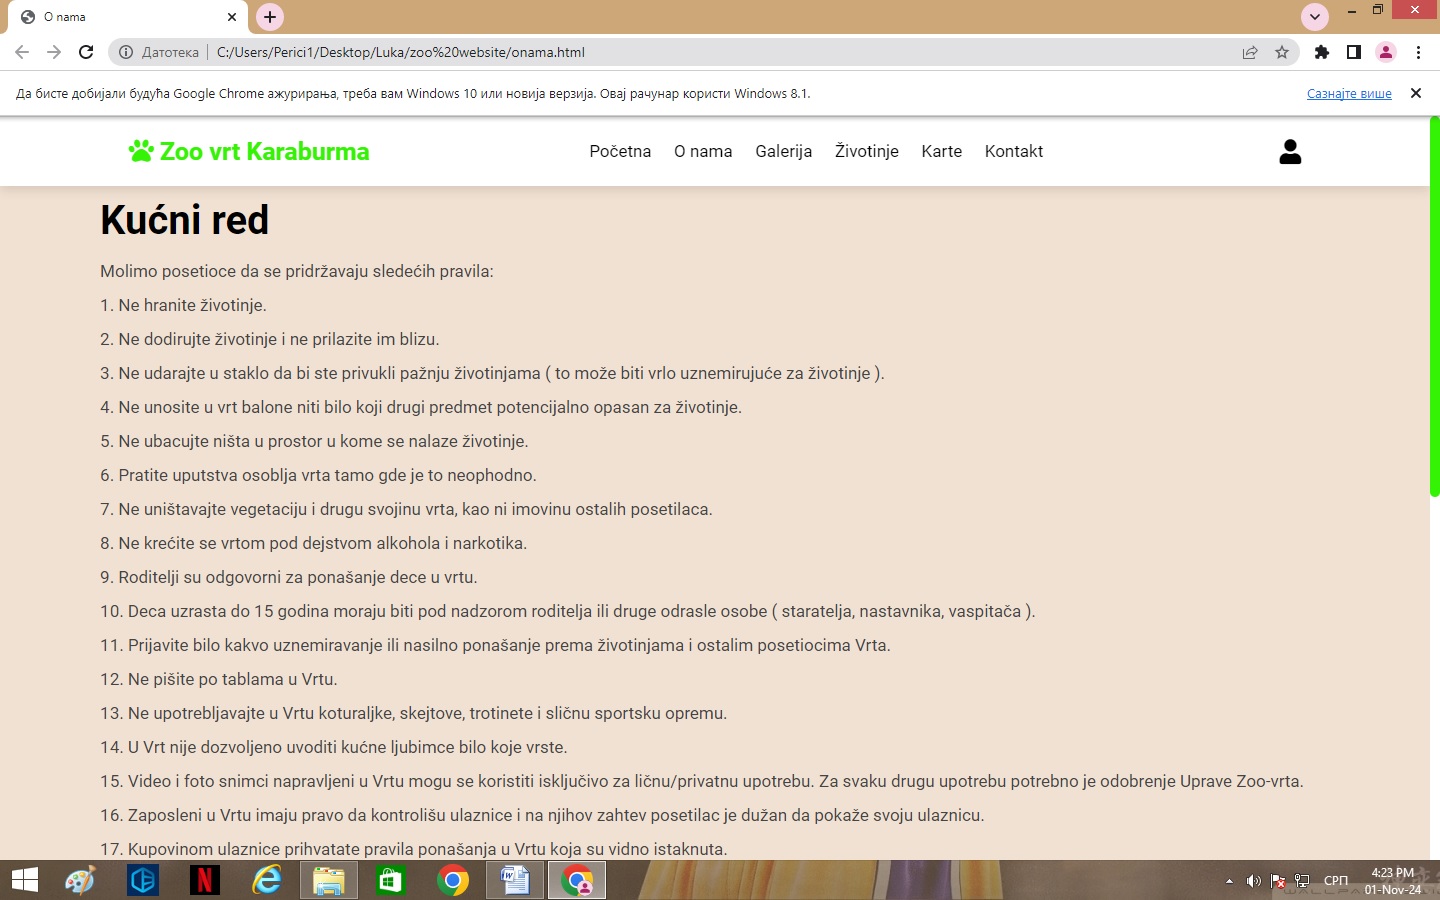 O nama
Датотека
C:/Users/Perici1/Desktop/Luka/zoo%20website/onama.html
Да бисте добијали будућа Google Chrome ажурирања, треба вам Windows 10 или новија верзија. Овај рачунар користи Windows 8.1.
Сазнајте више
Zoo vrt Karaburma
Početna O nama Galerija Životinje Karte Kontakt
Kućni red
Molimo posetioce da se pridržavaju sledećih pravila:
1. Ne hranite životinje.
2. Ne dodirujte životinje i ne prilazite im blizu.
3. Ne udarajte u staklo da bi ste privukli pažnju životinjama ( to može biti vrlo uznemirujuće za životinje ).
4. Ne unosite u vrt balone niti bilo koji drugi predmet potencijalno opasan za životinje.
5. Ne ubacujte ništa u prostor u kome se nalaze životinje.
6. Pratite uputstva osoblja vrta tamo gde je to neophodno.
7. Ne uništavajte vegetaciju i drugu svojinu vrta, kao ni imovinu ostalih posetilaca.
8. Ne krećite se vrtom pod dejstvom alkohola i narkotika.
9. Roditelji su odgovorni za ponašanje dece u vrtu.
10. Deca uzrasta do 15 godina moraju biti pod nadzorom roditelja ili druge odrasle osobe ( staratelja, nastavnika, vaspitača ).
11. Prijavite bilo kakvo uznemiravanje ili nasilno ponašanje prema životinjama i ostalim posetiocima Vrta.
12. Ne pišite po tablama u Vrtu.
13. Ne upotrebljavajte u Vrtu koturaljke, skejtove, trotinete i sličnu sportsku opremu.
14. U Vrt nije dozvoljeno uvoditi kućne ljubimce bilo koje vrste.
15. Video i foto snimci napravljeni u Vrtu mogu se koristiti isključivo za ličnu/privatnu upotrebu. Za svaku drugu upotrebu potrebno je odobrenje Uprave Zoo-vrta.
16. Zaposleni u Vrtu imaju pravo da kontrolišu ulaznice i na njihov zahtev posetilac je dužan da pokaže svoju ulaznicu.
17. Kupovinom ulaznice prihvatate pravila ponašanja u Vrtu koja su vidno istaknuta.
СРП
4:23 PM
01-Nov-24